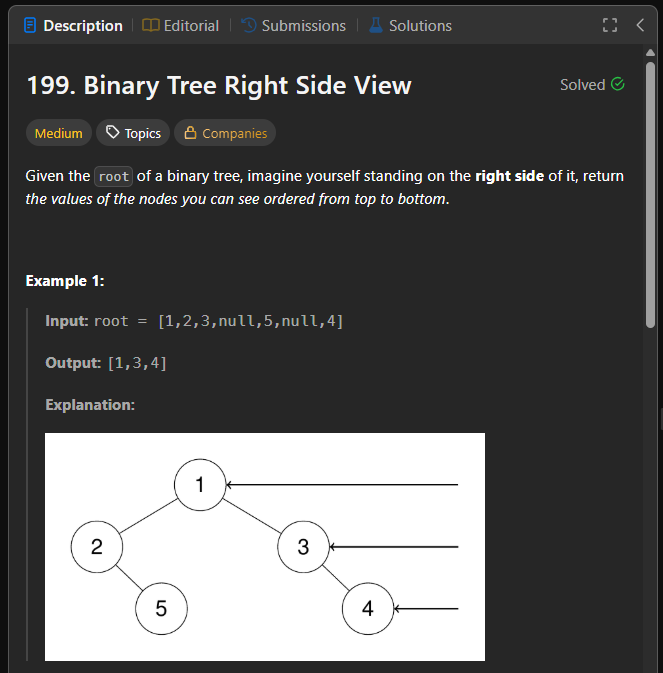 Description Editorial Submissions Solutions
199. Binary Tree Right Side View Solved
Medium Topics Companies
Given the root of a binary tree, imagine yourself standing on the right side of it, return
the values of the nodes you can see ordered from top to bottom.
Example 1:
Input: root = [1,2,3,null,5,null,4]
Output: [1,3,4]
Explanation:
1
2 3
5 4